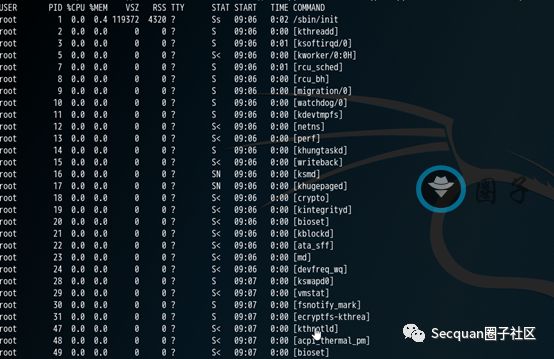 USER PID %CPU %MEM VSZ RSS TTY STAT START TIME COMMAND
root 1 0.0 0.4 119372 4320 ? Ss 09:06 0:02 /sbin/init
root 2 0.0 0.0 0 0 ? S 09:06 0:00 [kthreadd]
root 3 0.0 0.0 0 0 ? S 09:06 0:01 [ksoftirqd/0]
root 5 0.0 0.0 0 0 ? S< 09:06 0:00 [kworker/0:0H]
root 7 0.0 0.0 0 0 ? S 09:06 0:01 [rcu_sched]
root 8 0.0 0.0 0 0 ? S 09:06 0:00 [rcu_bh]
root 9 0.0 0.0 0 0 ? S 09:06 0:00 [migration/0]
root 10 0.0 0.0 0 0 ? S 09:06 0:00 [watchdog/0]
root 11 0.0 0.0 0 0 ? S 09:06 0:00 [kdevtmpfs]
root 12 0.0 0.0 0 0 ? S< 09:06 0:00 [netns]
root 13 0.0 0.0 0 0 ? S< 09:06 0:00 [perf]
root 14 0.0 0.0 0 0 ? S 09:06 0:00 [khungtaskd]
root 15 0.0 0.0 0 0 ? S< 09:06 0:00 [writeback]
root 16 0.0 0.0 0 0 ? SN 09:06 0:00 [ksmd]
root 17 0.0 0.0 0 0 ? SN 09:06 0:00 [khugepaged]
root 18 0.0 0.0 0 0 ? S< 09:06 0:00 [crypto]
root 19 0.0 0.0 0 0 ? S< 09:06 0:00 [kintegrityd]
root 20 0.0 0.0 0 0 ? S< 09:06 0:00 [bioset]
root 21 0.0 0.0 0 0 ? S< 09:06 0:00 [kblockd]
root 22 0.0 0.0 0 0 ? S< 09:06 0:00 [ata_sff]
root 23 0.0 0.0 0 0 ? S< 09:06 0:00 [md]
root 24 0.0 0.0 0 0 ? S< 09:06 0:00 [devfreq_wq]
root 28 0.0 0.0 0 0 ? S 09:07 0:00 [kswapd0]
root 29 0.0 0.0 0 0 ? S< 09:07 0:00 [vmstat]
root 30 0.0 0.0 0 0 ? S 09:07 0:00 [fsnotify_mark]
root 31 0.0 0.0 0 0 ? S 09:07 0:00 [ecryptfs-kthrea]
root 47 0.0 0.0 0 0 ? S< 09:07 0:00 [kthrotld]
root 48 0.0 0.0 0 0 ? S< 09:07 0:00 [acpi_thermal_pm]
root 49 0.0 0.0 0 0 ? S< 09:07 0:00 [bioset]
圈子
Secquan圈子社区